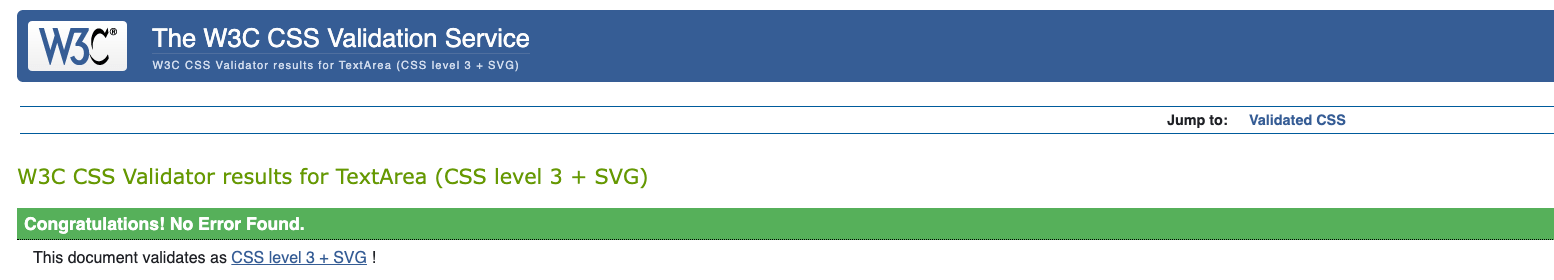 W3C®
The W3C CSS Validation Service
W3C CSS Validator results for TextArea (CSS level 3 + SVG)
Jump to: Validated CSS
W3C CSS Validator results for TextArea (CSS level 3 + SVG)
Congratulations! No Error Found.
This document validates as CSS level 3 + SVG !